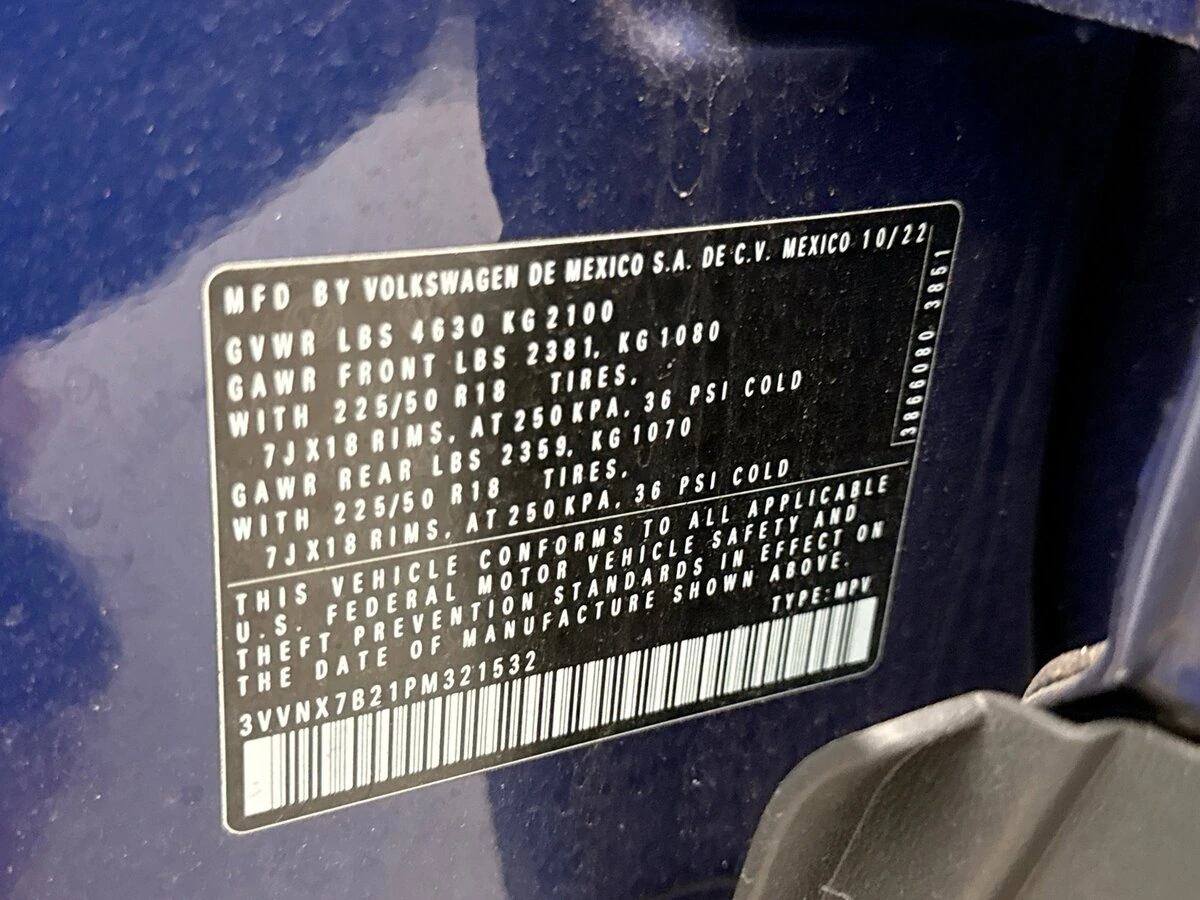 MFD BY VOLKSWAGEN DE MEXICO S.A. DE C.V. MEXICO 10/22
GVWR LBS 4630 KG 2100
GAWR FRONT LBS 2381, KG 1080
WITH 225/50 R18 TIRES,
7JX18 RIMS, AT 250 KPA, 36 PSI COLD
GAWR REAR LBS 2359, KG 1070
WITH 225/50 R18 TIRES,
7JX18 RIMS, AT 250 KPA, 36 PSI COLD
THIS VEHICLE CONFORMS TO ALL APPLICABLE
U.S. FEDERAL MOTOR VEHICLE SAFETY AND
THEFT PREVENTION STANDARDS IN EFFECT ON
THE DATE OF MANUFACTURE SHOWN ABOVE.
TYPE: MPV
3VVNX7B21PM321532
3866080 3851